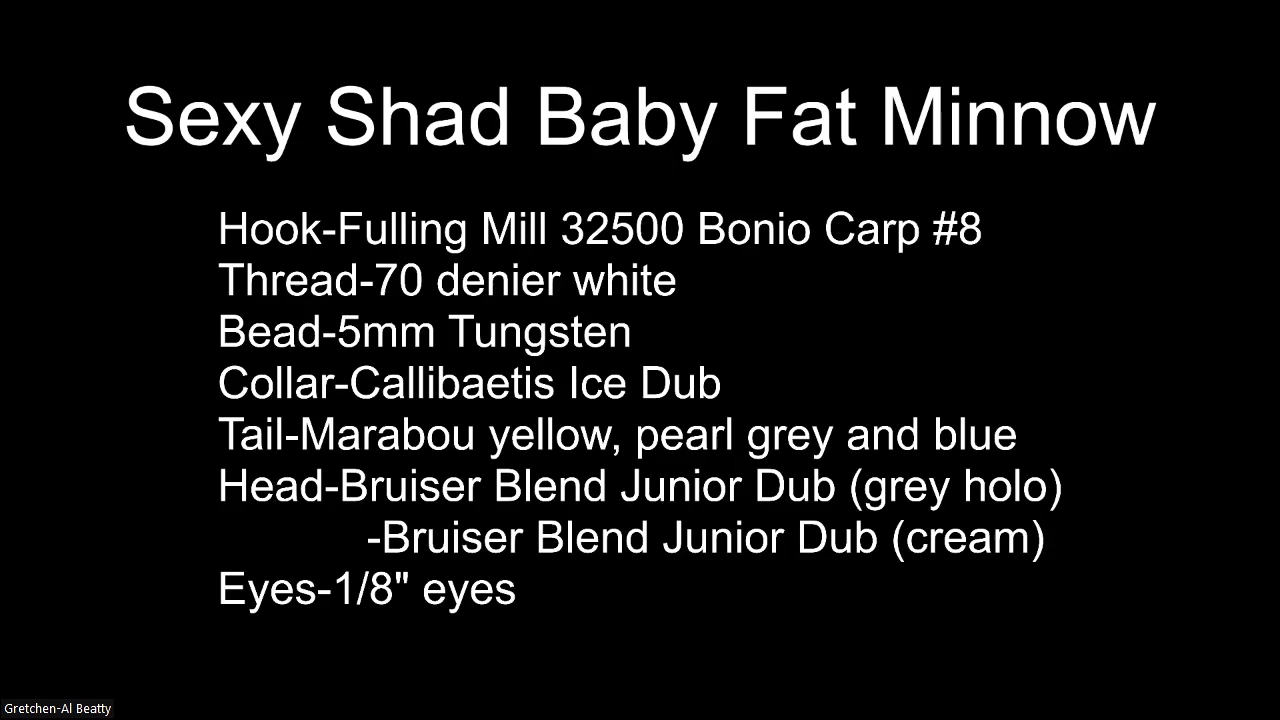 Sexy Shad Baby Fat Minnow
Hook-Fulling Mill 32500 Bonio Carp #8
Thread-70 denier white
Bead-5mm Tungsten
Collar-Callibaetis Ice Dub
Tail-Marabou yellow, pearl grey and blue
Head-Bruiser Blend Junior Dub (grey holo)
-Bruiser Blend Junior Dub (cream)
Eyes-1/8" eyes
Gretchen-Al Beatty